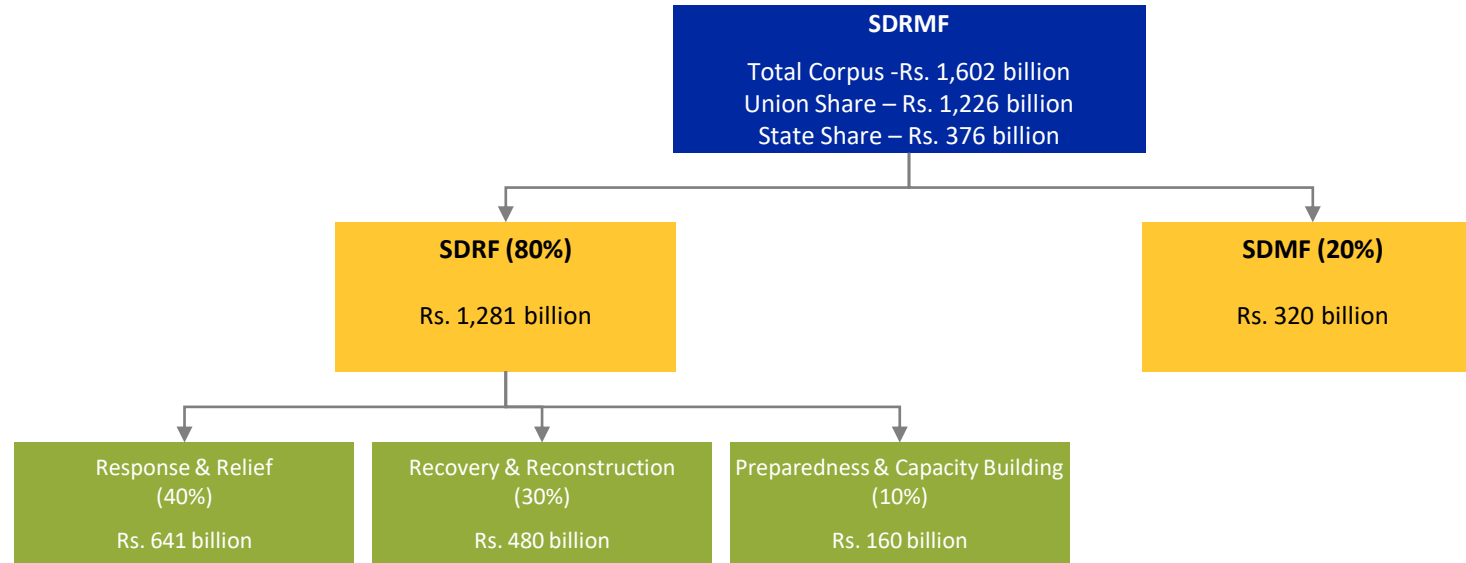 SDRMF
Total Corpus -Rs. 1,602 billion
Union Share – Rs. 1,226 billion
State Share – Rs. 376 billion
SDRF (80%)
Rs. 1,281 billion
SDMF (20%)
Rs. 320 billion
Response & Relief
(40%)
Rs. 641 billion
Recovery & Reconstruction
(30%)
Rs. 480 billion
Preparedness & Capacity Building
(10%)
Rs. 160 billion